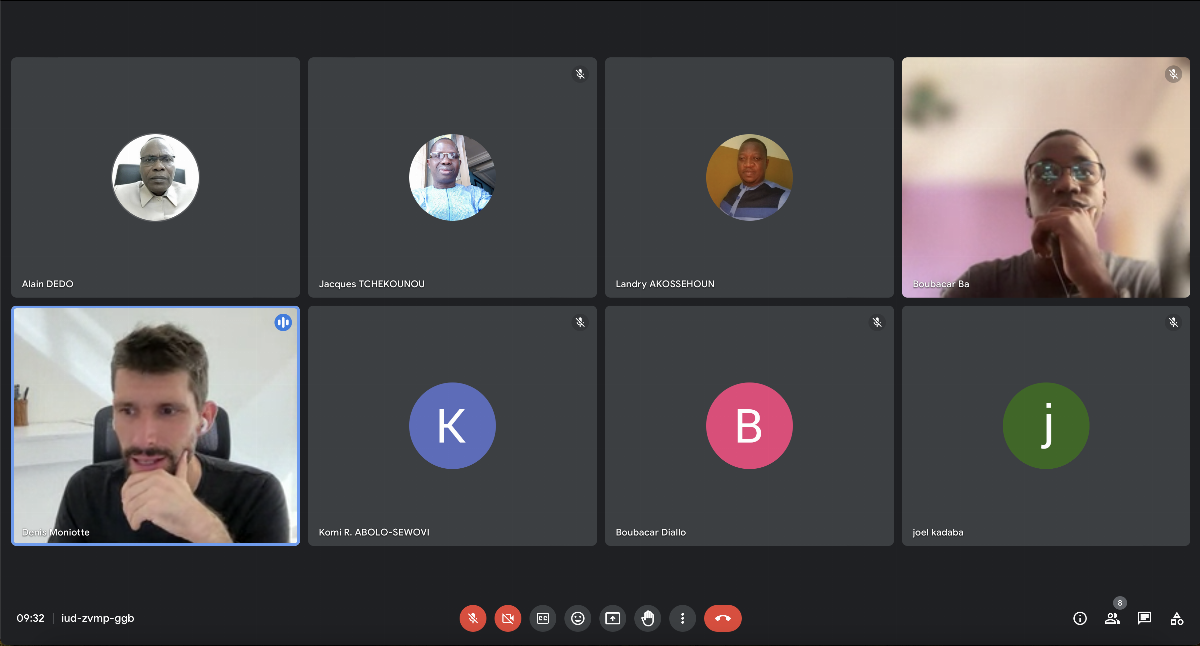 Alain DEDO
Jacques TCHEKOUNOU
Landry AKOSSEHOUN
Boubacar Ba
Denis Moniotte
K
Komi R. ABOLO-SEWOVI
B
Boubacar Diallo
j
joel kadaba
09:32 | iud-zvmp-ggb
CC
8